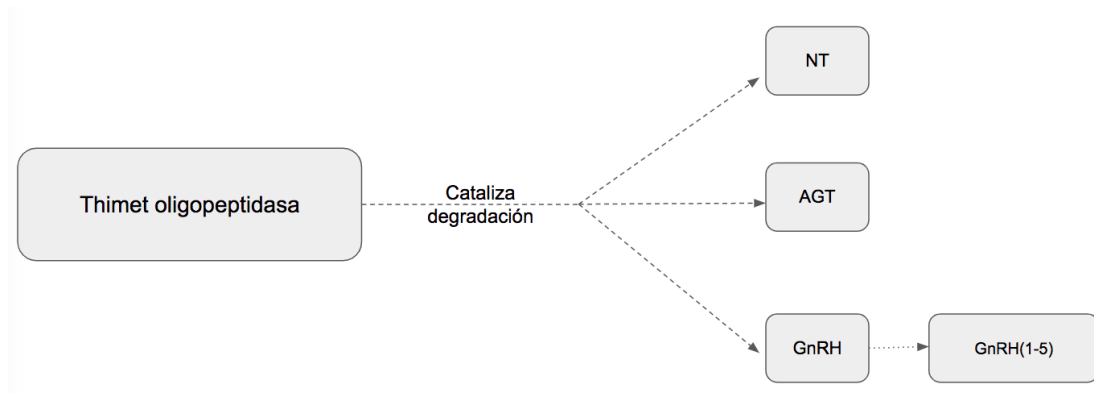 NT
Thimet oligopeptidasa
Cataliza
degradación
AGT
GnRH
GnRH(1-5)